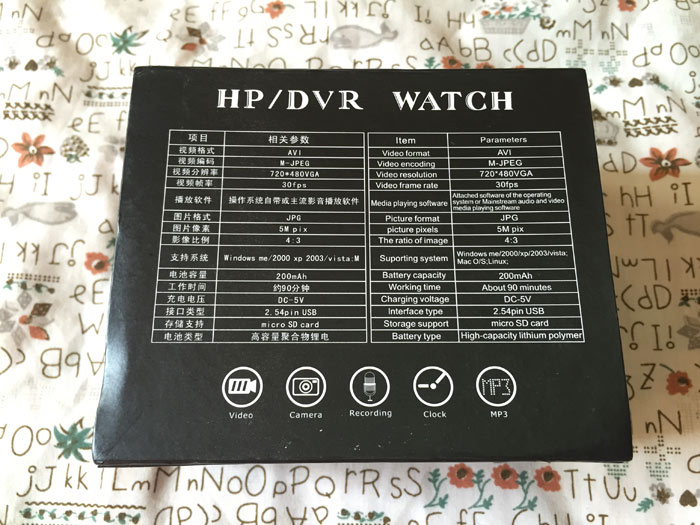 HP/DVR WATCH
项目 相关参数
视频格式 AVI
视频编码 M-JPEG
视频分辨率 720*480VGA
视频帧率 30fps
播放软件 操作系统自带或主流影音播放软件
图片格式 JPG
图片像素 5M pix
影像比例 4:3
支持系统 Windows me/2000 xp 2003/vista:M
电池容量 200mAh
工作时间 约90分钟
充电电压 DC-5V
接口类型 2.54pin USB
存储支持 micro SD card
电池类型 高容量聚合物锂电
Item Parameters
Video format AVI
Video encoding M-JPEG
Video resolution 720*480VGA
Video frame rate 30fps
Media playing software Attached software of the operating
system or Mainstream audio and video
media playing software
Picture format JPG
picture pixels 5M pix
The ratio of image 4:3
Suporting system Windows me/2000/xp/2003/vista;
Mac O/S;Linux;
Battery capacity 200mAh
Working time About 90 minutes
Charging voltage DC-5V
Interface type 2.54pin USB
Storage support micro SD card
Battery type High-capacity lithium polymer
MP3
Video Camera Recording Clock MP3